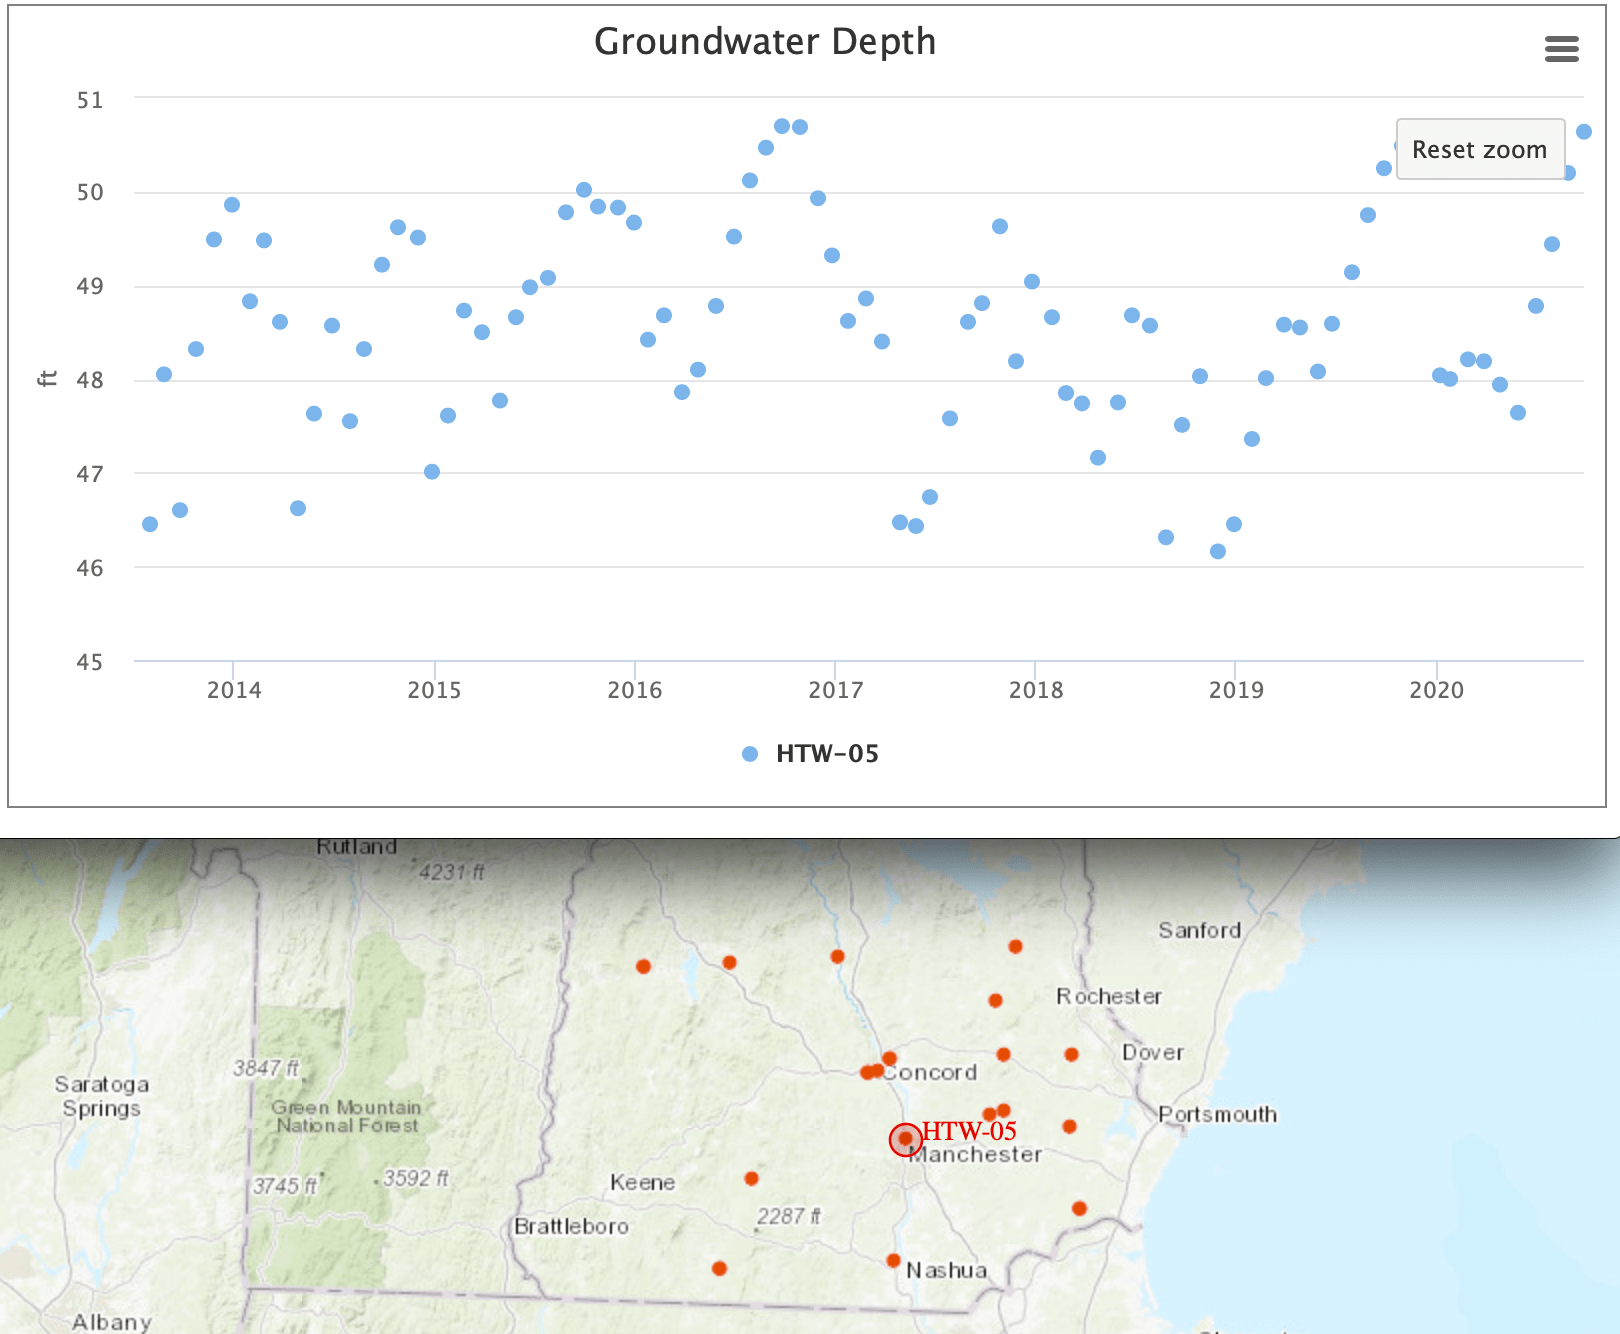 Groundwater Depth
51
Reset zoom
50
49
48
ft
47
46
45
2014 2015 2016 2017 2018 2019 2020
HTW-05
Rutland
4231 ft
Sanford
Rochester
Dover
3847 ft
Concord
Saratoga
Springs
Green Mountain
National Forest
Portsmouth
HTW-05
Manchester
3745 ft
3592 ft
Keene
2287 ft
Brattleboro
Nashua
Albany